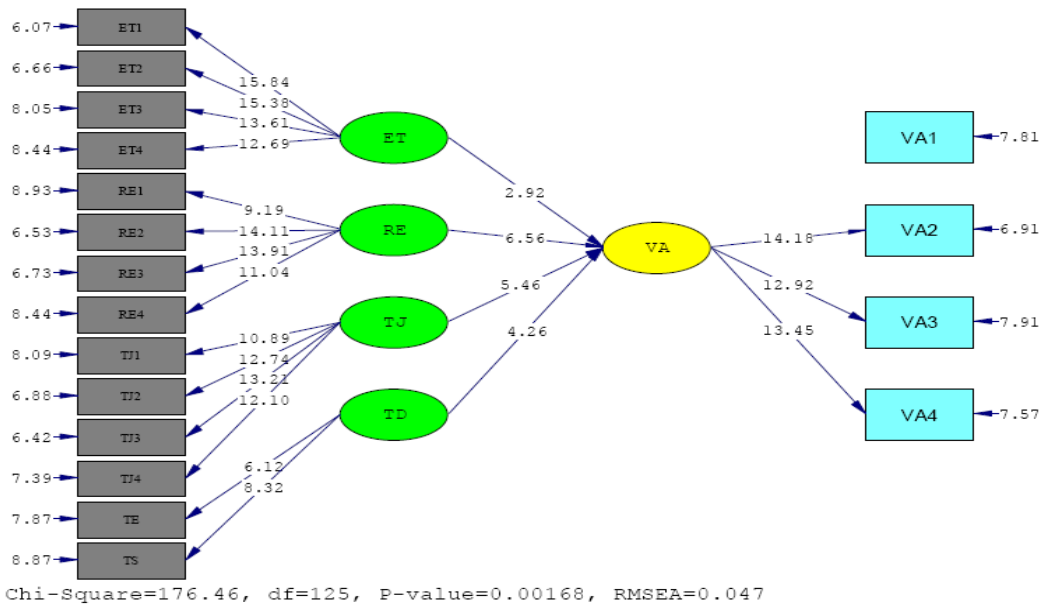 6.07 ET1
6.66 ET2
8.05 ET3
8.44 ET4
8.93 RE1
6.53 RE2
6.73 RE3
8.44 RE4
8.09 TJ1
6.88 TJ2
6.42 TJ3
7.39 TJ4
7.87 TE
8.87 TS
15.84
15.38
13.61
12.69
9.19
14.11
13.91
11.04
10.89
12.74
13.21
12.10
6.12
8.32
ET
RE
TJ
TD
2.92
6.56
5.46
4.26
VA
14.18
12.92
13.45
VA1 7.81
VA2 6.91
VA3 7.91
VA4 7.57
Chi-Square=176.46, df=125, P-value=0.00168, RMSEA=0.047